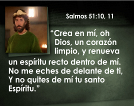 Salmos 51:10, 11
“Crea en mí, oh
Dios, un corazón
limpio, y renueva
un espíritu recto dentro de mí.
No me eches de delante de ti,
Y no quites de mí tu santo
Espíritu.”